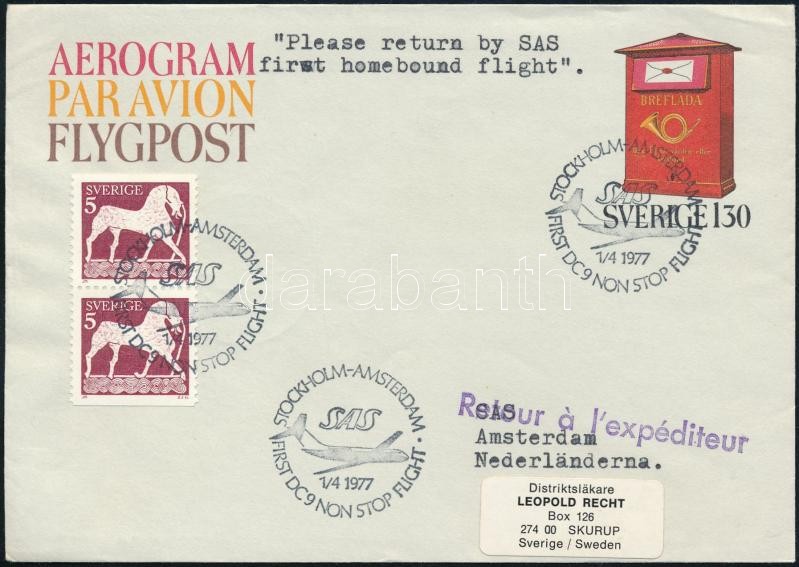 "Please return by SAS
first homebound flight".
AEROGRAM
PAR AVION
FLYGPOST
BREFLÅDA
SVERIGE 130
SVERIGE
5
SVERIGE
5
STOCKHOLM-AMSTERDAM
SAS
1/4 1977
FIRST DC9 NON STOP FLIGHT
STOCKHOLM-AMSTERDAM
SAS
1/4 1977
FIRST DC9 NON STOP FLIGHT
STOCKHOLM-AMSTERDAM
SAS
1/4 1977
FIRST DC9 NON STOP FLIGHT
darabanth
Retour à l'expéditeur
SAS
Amsterdam
Nederländerna.
Distriktsläkare
LEOPOLD RECHT
Box 126
274 00 SKURUP
Sverige / Sweden